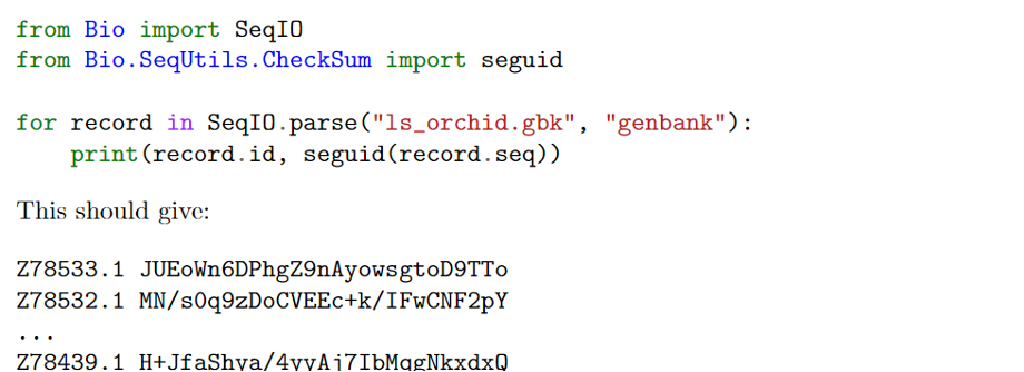 from Bio import SeqIO
from Bio.SeqUtils.CheckSum import seguid
for record in SeqIO.parse("ls_orchid.gbk", "genbank"):
    print(record.id, seguid(record.seq))
This should give:
Z78533.1 JUEoWn6DPhgZ9nAyowsgtoD9TTo
Z78532.1 MN/s0q9zDoCVEEc+k/IFwCNF2pY
...
Z78439.1 H+JfaShya/4yyAj7IbMqgNkxdxQ